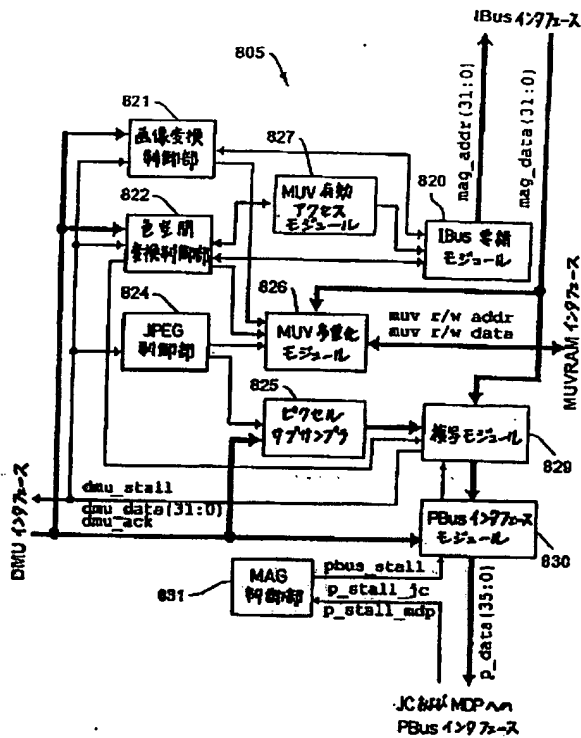 IBus インタフェース
805
821
画像変換
制御部
827
MUV 有効
アクセス
モジュール
mag_addr(31:0)
mag_data(31:0)
820
IBus 要請
モジュール
822
色空間
変換制御部
824
JPEG
制御部
826
MUV 多重化
モジュール
muv r/w addr
muv r/w data
MUVRAM インタフェース
825
ピクセル
サブサンプラ
複写モジュール
829
DMU インタフェース
dmu_stall
dmu_data(31:0)
dmu_ack
PBus インタフェース
モジュール
830
831
MAG
制御部
pbus_stall
p_stall_jc
p_stall_mdp
p_data(35:0)
JC および MDP への
PBus インタフェース